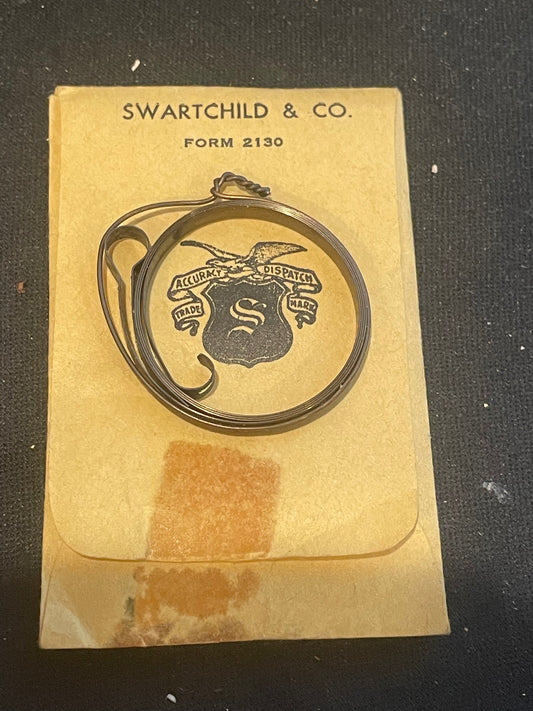 SWARTCHILD & CO.
FORM 2130
ACCURACY DISPATCH
TRADE S MARK